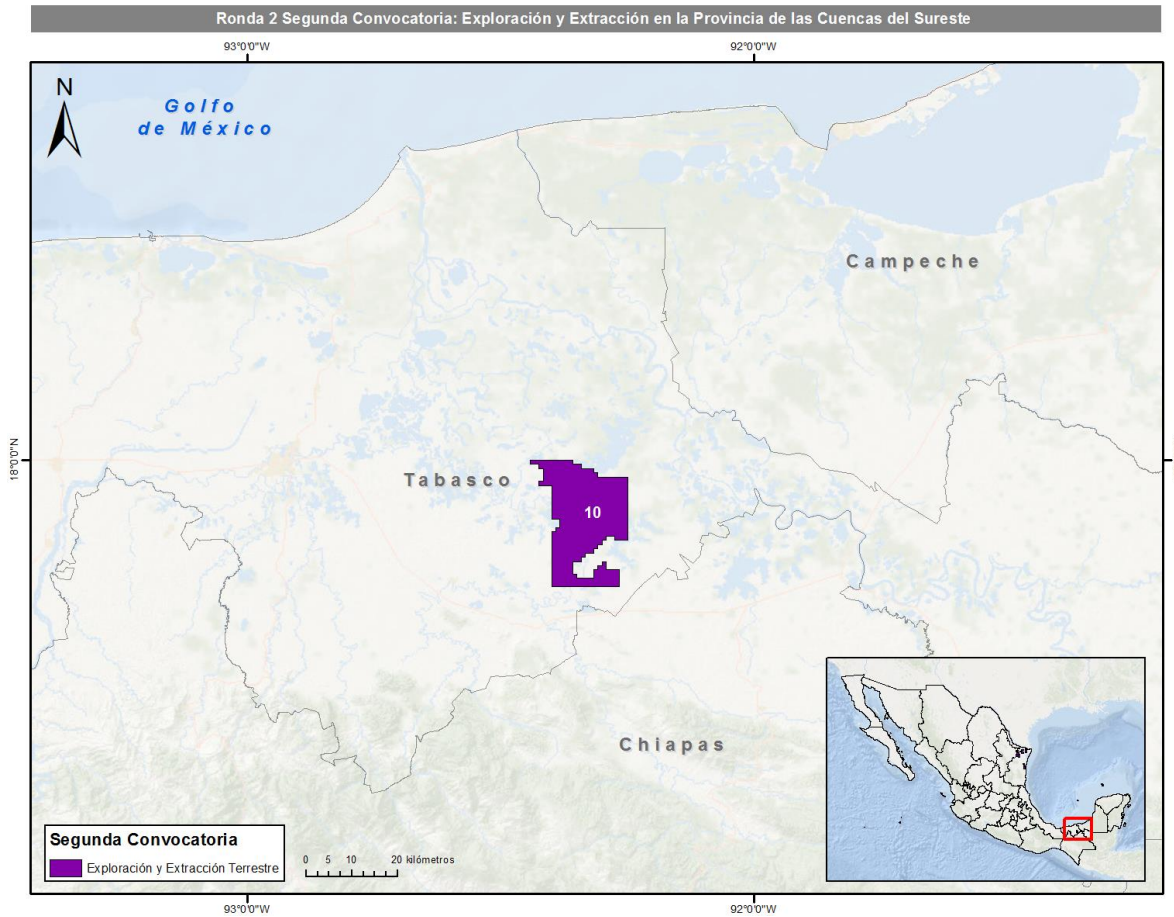 Ronda 2 Segunda Convocatoria: Exploración y Extracción en la Provincia de las Cuencas del Sureste
93°0'0"W
92°0'0"W
N
Golfo
de México
Campeche
18°0'0"N
Tabasco
10
Chiapas
Segunda Convocatoria
Exploración y Extracción Terrestre
0 5 10 20 kilómetros
93°0'0"W
92°0'0"W